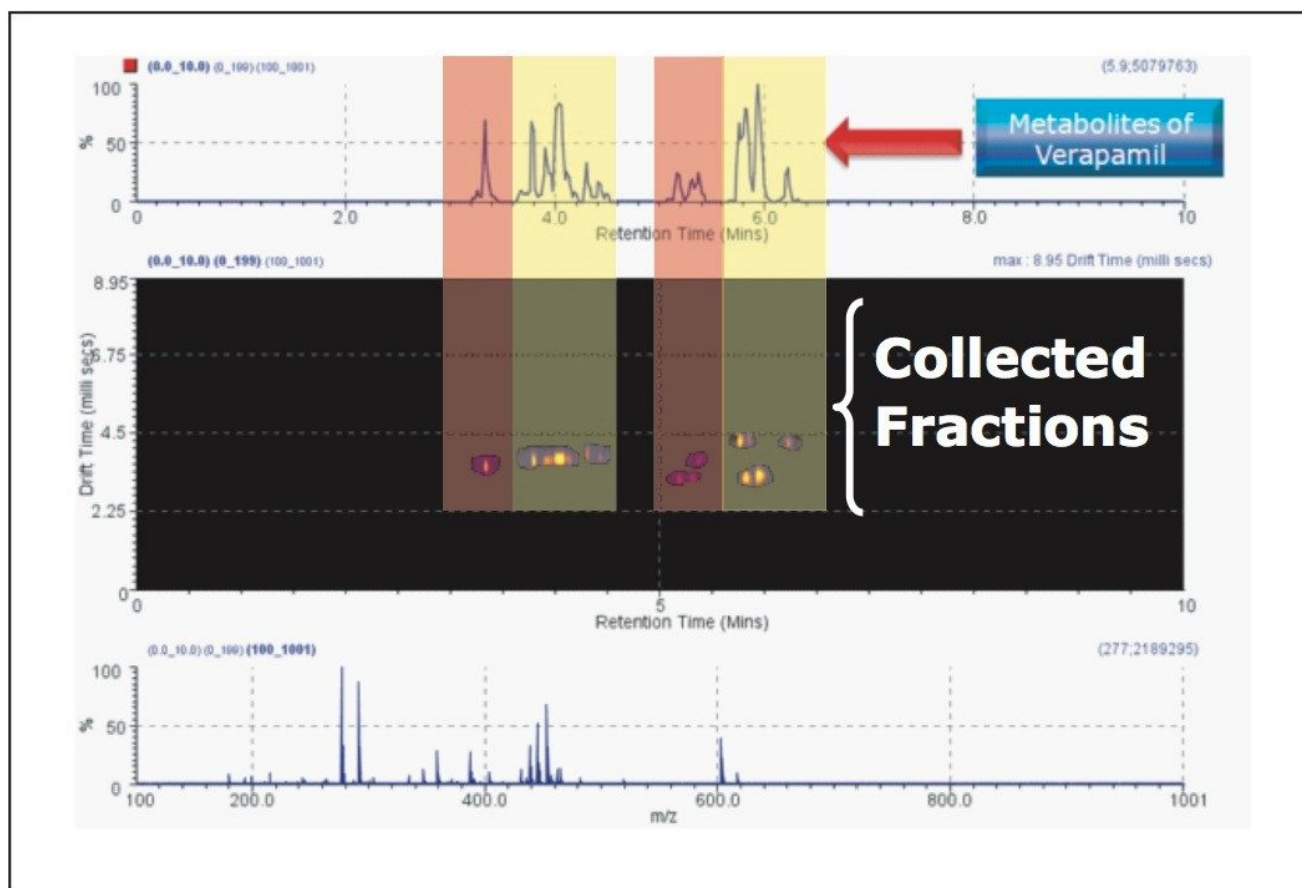 (0.0_10.0) (0_199) (100_1001)
(5.9;5079763)
100
%
50
0
0
2.0
4.0
6.0
8.0
10
Retention Time (Mins)
Metabolites of
Verapamil
(0.0_10.0) (0_199) (100_1001)
max : 8.95 Drift Time (milli secs)
8.95
6.75
4.5
2.25
0
Drift Time (milli secs)
Collected
Fractions
0
5
10
Retention Time (Mins)
(0.0_10.0) (0_199) (100_1001)
(277;2189295)
100
%
50
0
100
200.0
400.0
600.0
800.0
1001
m/z